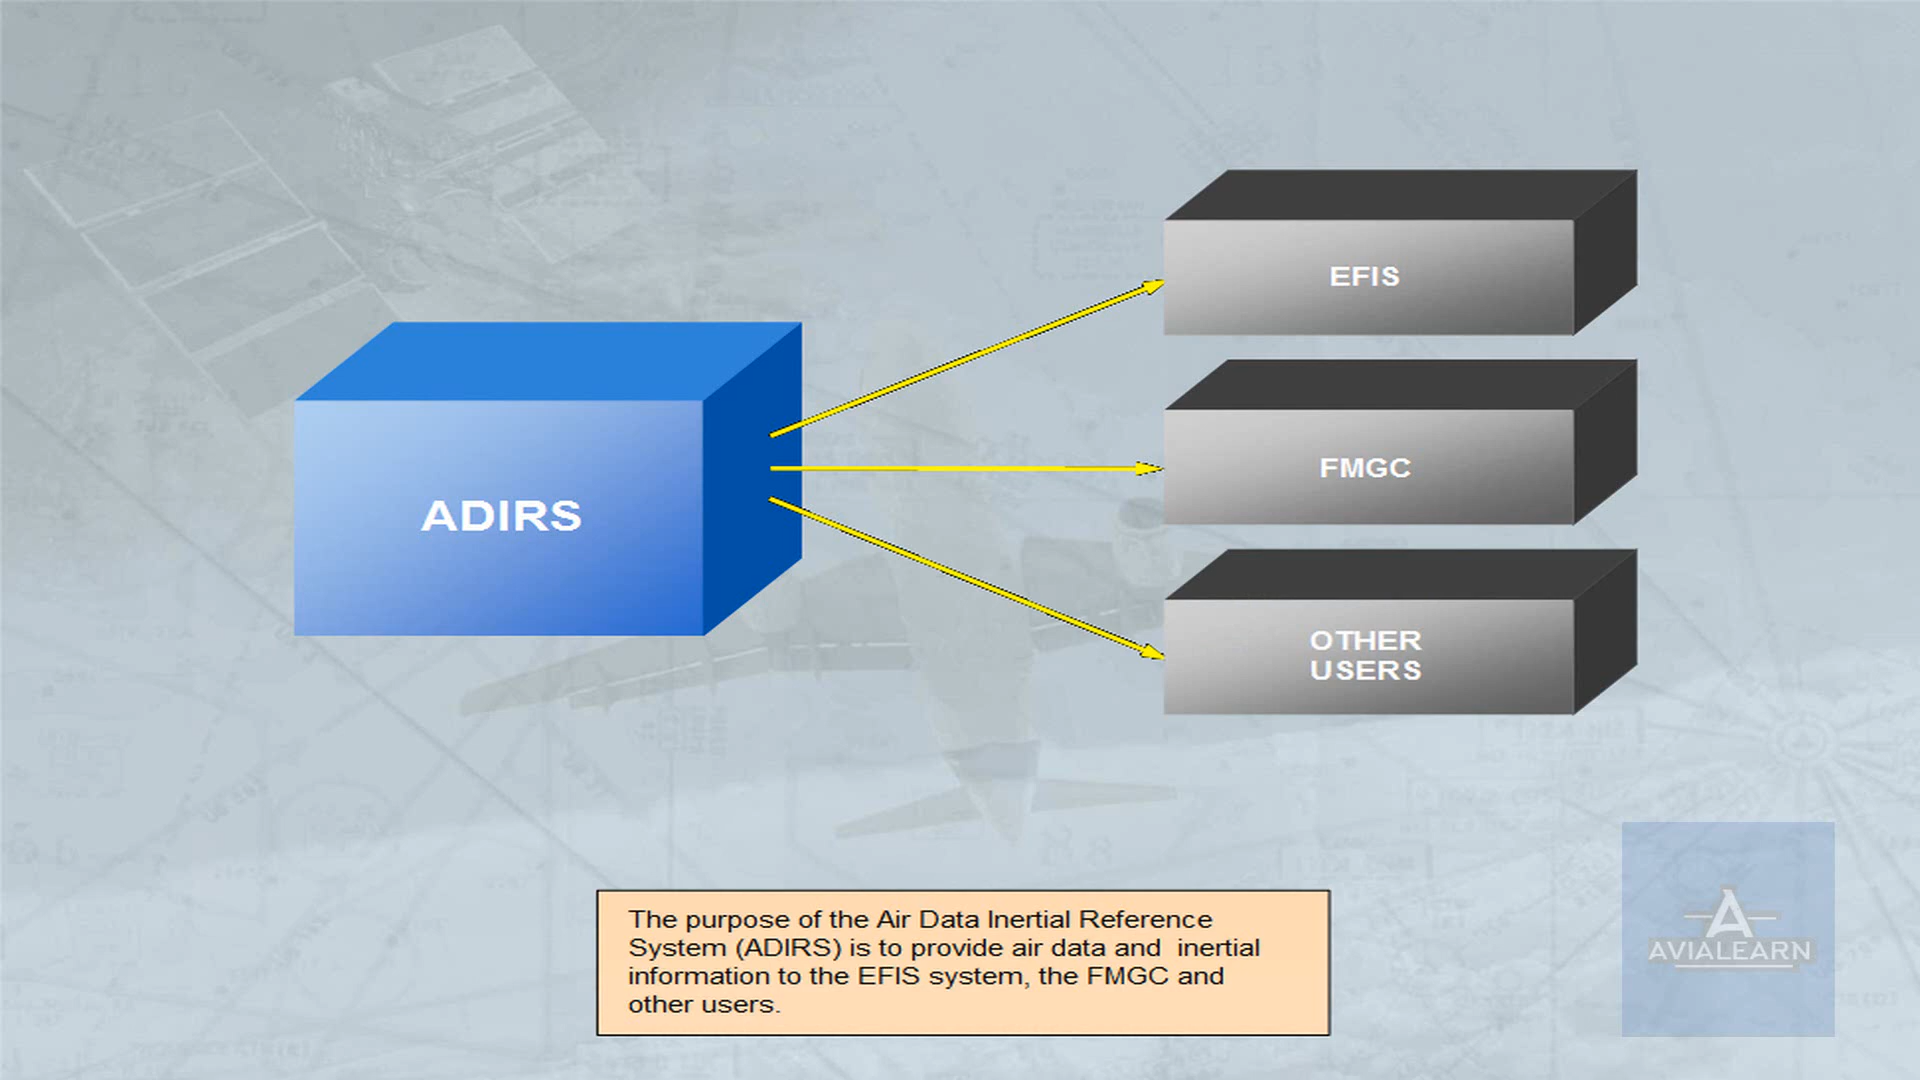 EFIS
ADIRS
FMGC
OTHER
USERS
The purpose of the Air Data Inertial Reference
System (ADIRS) is to provide air data and  inertial
information to the EFIS system, the FMGC and
other users.
A
AVIALEARN